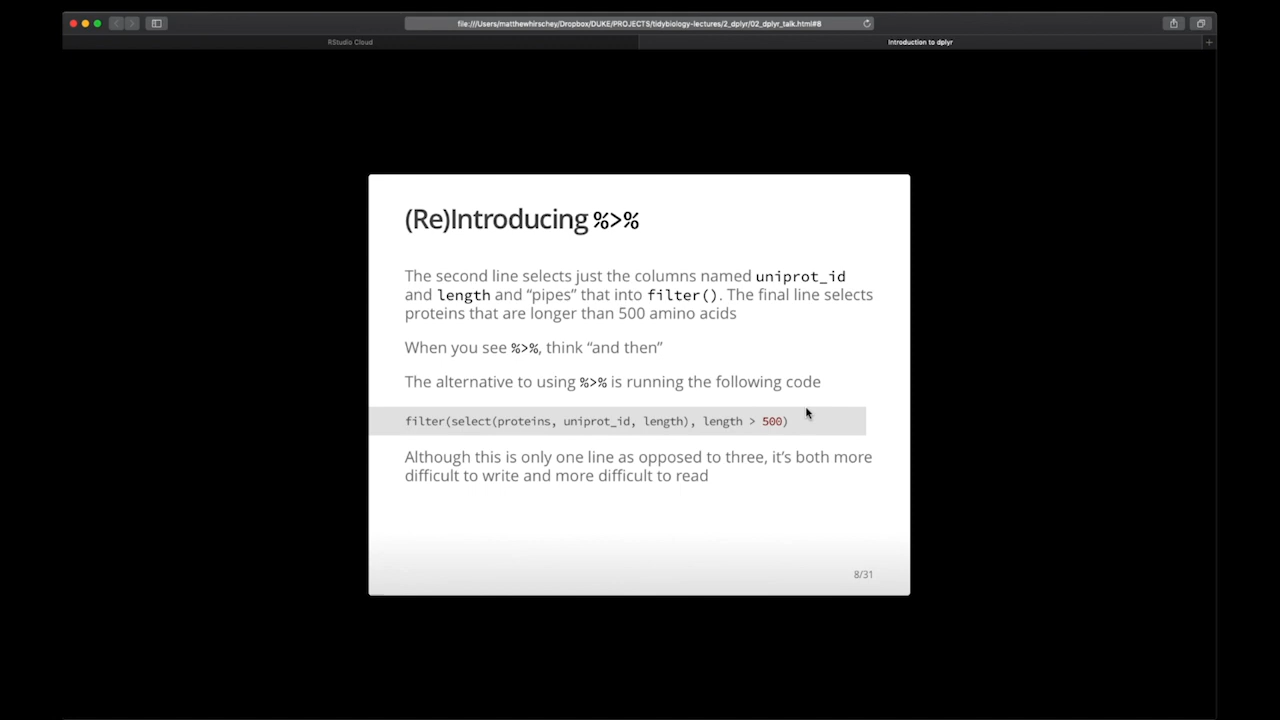 file:///Users/matthewhirschey/Dropbox/DUKE/PROJECTS/tidybiology-lectures/2_dplyr/02_dplyr_talk.html#8
RStudio Cloud
Introduction to dplyr
(Re)Introducing %>%
The second line selects just the columns named uniprot_id
and length and “pipes” that into filter(). The final line selects
proteins that are longer than 500 amino acids
When you see %>%, think “and then”
The alternative to using %>% is running the following code
filter(select(proteins, uniprot_id, length), length > 500)
Although this is only one line as opposed to three, it’s both more
difficult to write and more difficult to read
8/31